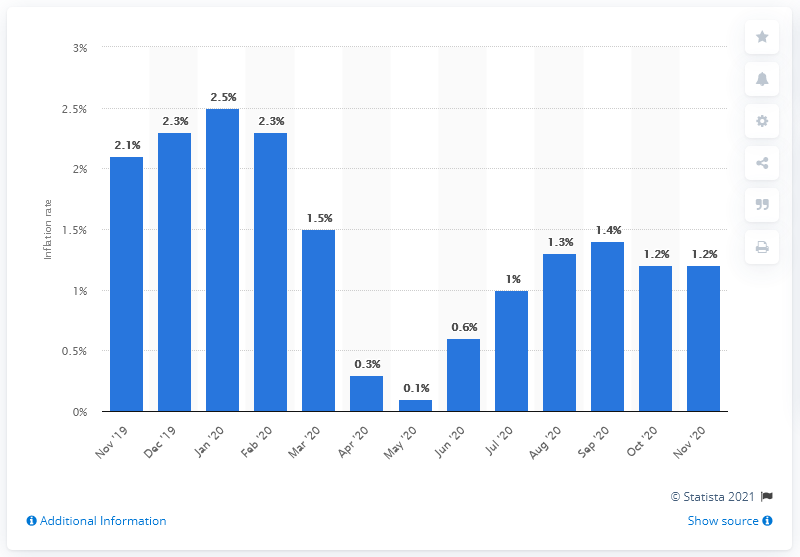 3%
2.5%
2%
1.5%
1%
0.5%
0%
Inflation rate
2.1%
2.3%
2.5%
2.3%
1.5%
0.3%
0.1%
0.6%
1%
1.3%
1.4%
1.2%
1.2%
Nov '19
Dec '19
Jan '20
Feb '20
Mar '20
Apr '20
May '20
Jun '20
Jul '20
Aug '20
Sep '20
Oct '20
Nov '20
© Statista 2021
Additional Information
Show source